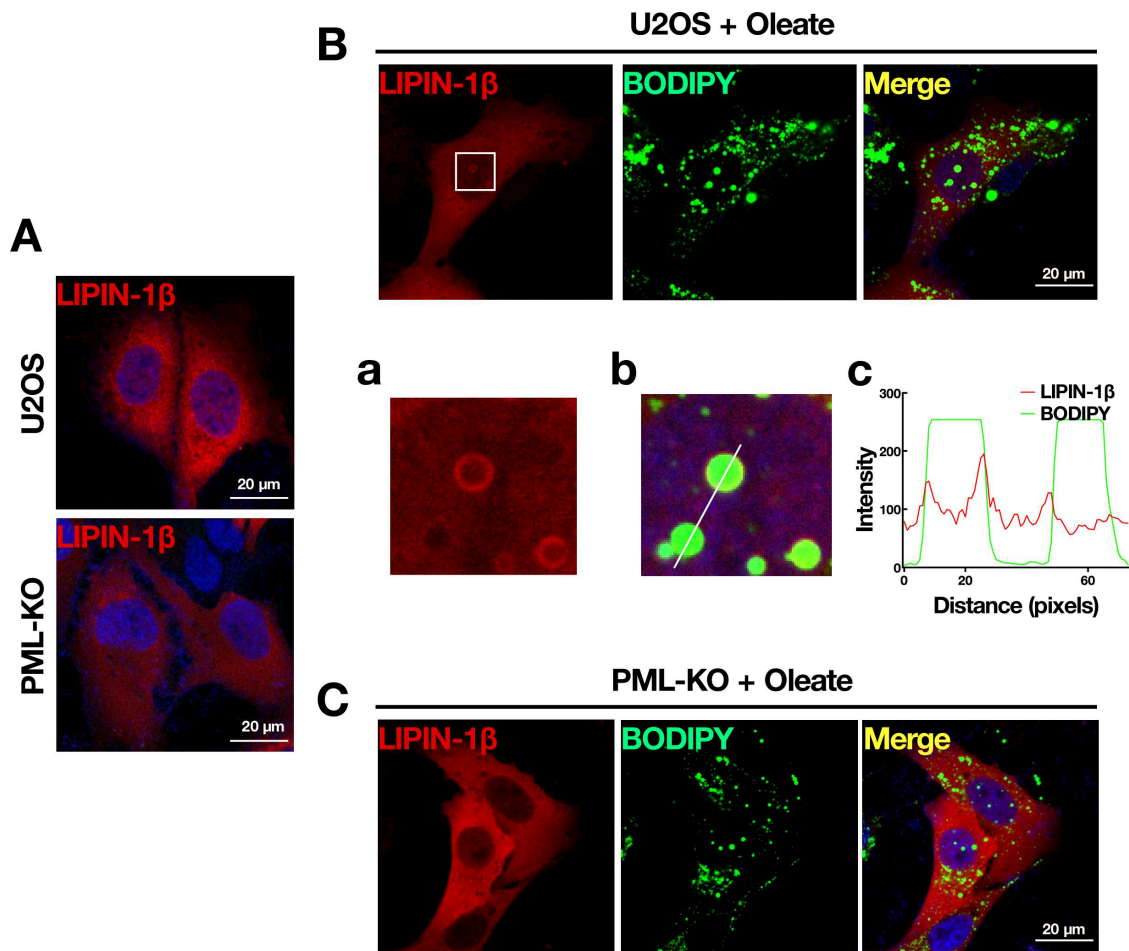 A
U2OS
LIPIN-1β
20 µm
PML-KO
LIPIN-1β
20 µm
B
U2OS + Oleate
LIPIN-1β
BODIPY
Merge
20 µm
a
b
c
LIPIN-1β
BODIPY
Intensity
300
200
100
0
0
20
60
Distance (pixels)
C
PML-KO + Oleate
LIPIN-1β
BODIPY
Merge
20 µm